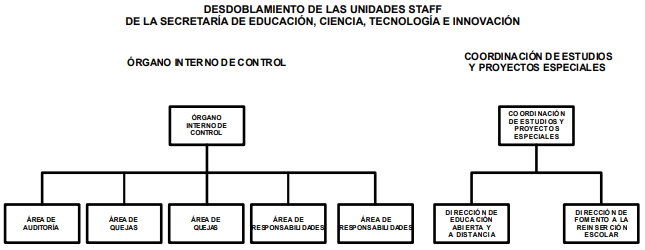 DESDOBLAMIENTO DE LAS UNIDADES STAFF
DE LA SECRETARÍA DE EDUCACIÓN, CIENCIA, TECNOLOGÍA E INNOVACIÓN
ÓRGANO INTERNO DE CONTROL
COORDINACIÓN DE ESTUDIOS
Y PROYECTOS ESPECIALES
ÓRGANO
INTERNO DE
CONTROL
COORDINACIÓN
DE ESTUDIOS Y
PROYECTOS
ESPECIALES
ÁREA DE
AUDITORÍA
ÁREA DE
QUEJAS
ÁREA DE
QUEJAS
ÁREA DE
RESPONSABILIDADES
ÁREA DE
RESPONSABILIDADES
DIRECCIÓN DE
EDUCACIÓN
ABIERTA Y
A DISTANCIA
DIRECCIÓN DE
FOMENTO A LA
REINSERCIÓN
ESCOLAR